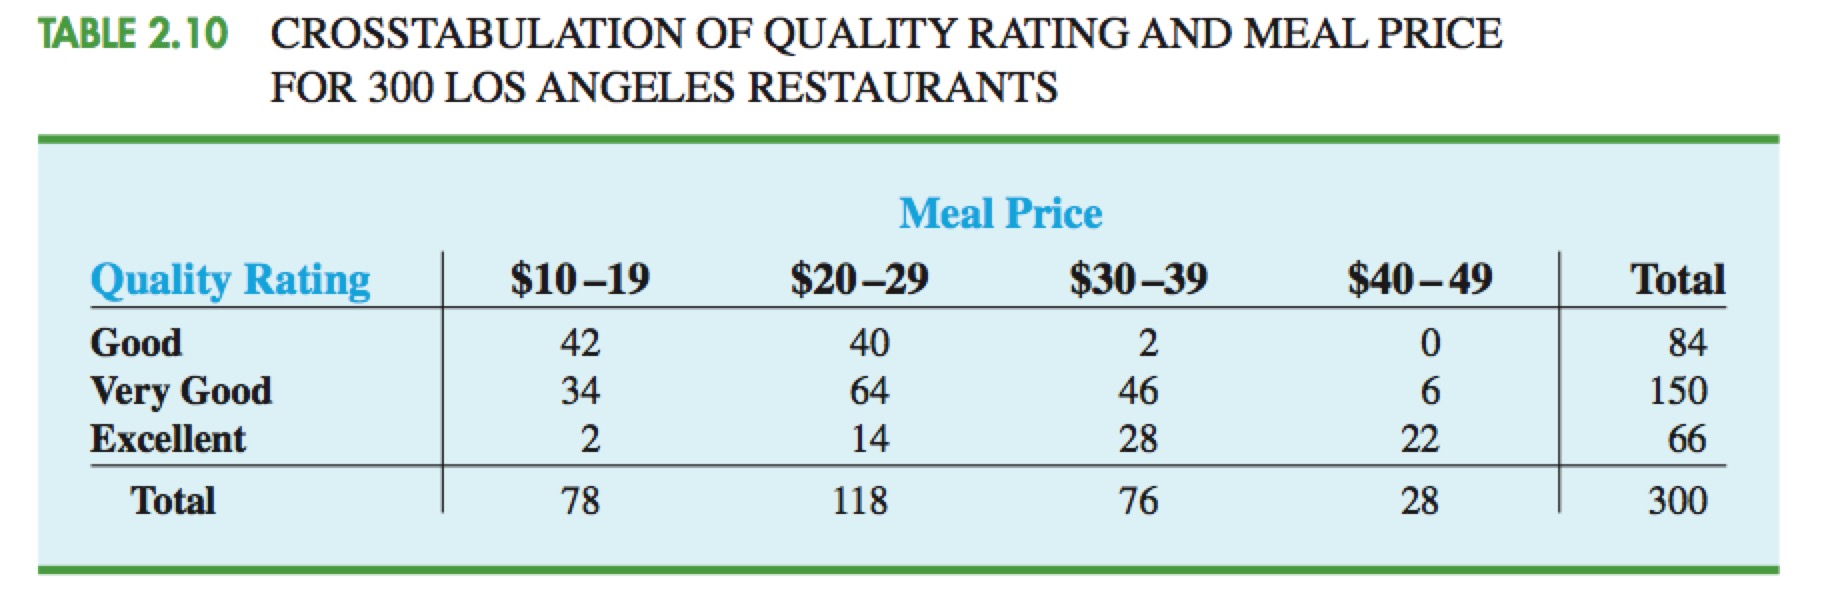 TABLE 2.10 CROSSTABULATION OF QUALITY RATING AND MEAL PRICE
FOR 300 LOS ANGELES RESTAURANTS
Meal Price
Quality Rating $10–19 $20–29 $30–39 $40–49 Total
Good 42 40 2 0 84
Very Good 34 64 46 6 150
Excellent 2 14 28 22 66
Total 78 118 76 28 300